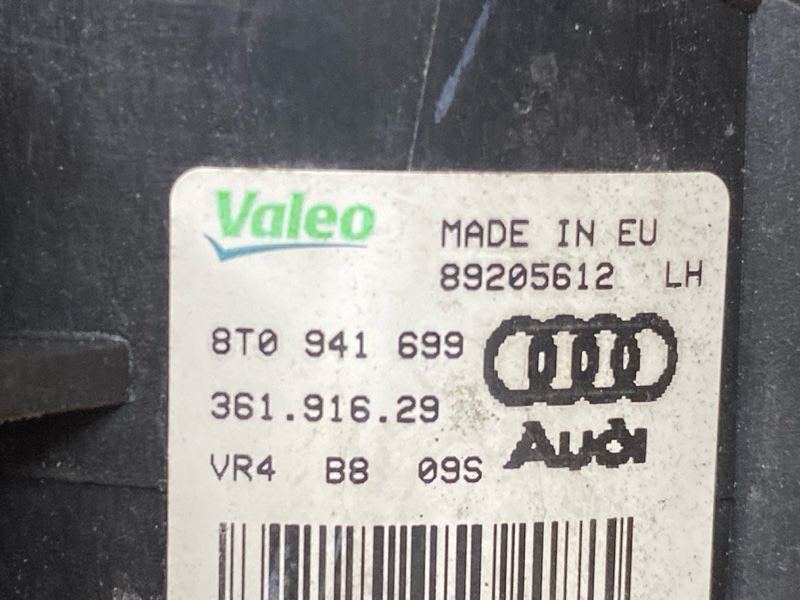 Valeo
MADE IN EU
89205612 LH
8T0 941 699
361.916.29
Audi
VR4 B8 09S